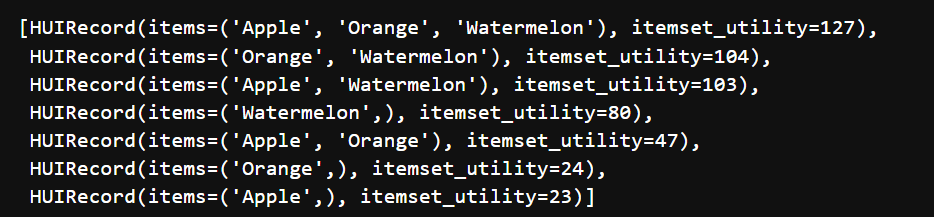 [HUIRecord(items=('Apple', 'Orange', 'Watermelon'), itemset_utility=127),
HUIRecord(items=('Orange', 'Watermelon'), itemset_utility=104),
HUIRecord(items=('Apple', 'Watermelon'), itemset_utility=103),
HUIRecord(items=('Watermelon',), itemset_utility=80),
HUIRecord(items=('Apple', 'Orange'), itemset_utility=47),
HUIRecord(items=('Orange',), itemset_utility=24),
HUIRecord(items=('Apple',), itemset_utility=23)]